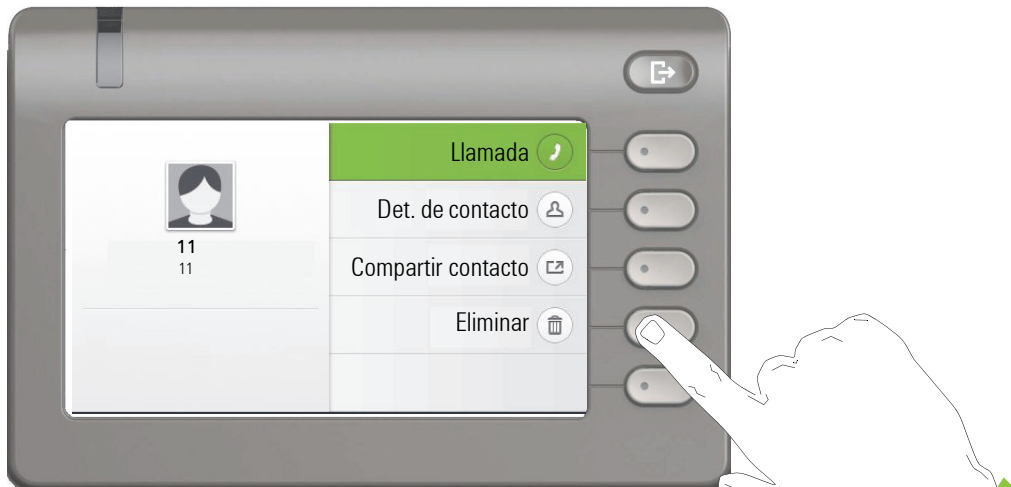 Llamada
Det. de contacto
11
11
Compartir contacto
Eliminar